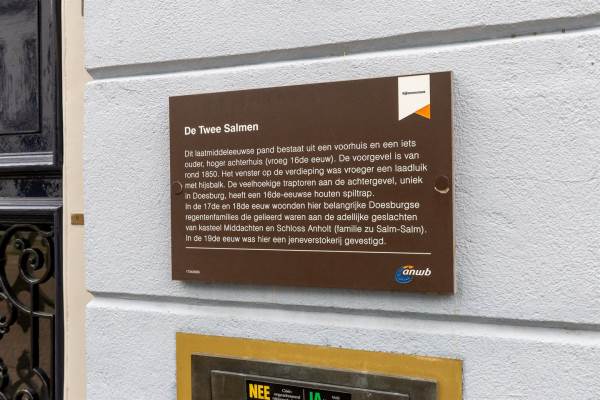 Rijksmonument
De Twee Salmen
Dit laatmiddeleeuwse pand bestaat uit een voorhuis en een iets
ouder, hoger achterhuis (vroeg 16de eeuw). De voorgevel is van
rond 1850. Het venster op de verdieping was vroeger een laadluik
met hijsbalk. De veelhoekige traptoren aan de achtergevel, uniek
in Doesburg, heeft een 16de-eeuwse houten spiltrap.
In de 17de en 18de eeuw woonden hier belangrijke Doesburgse
regentenfamilies die gelieerd waren aan de adellijke geslachten
van kasteel Middachten en Schloss Anholt (familie zu Salm-Salm).
In de 19de eeuw was hier een jeneverstokerij gevestigd.
anwb
NEE
JA